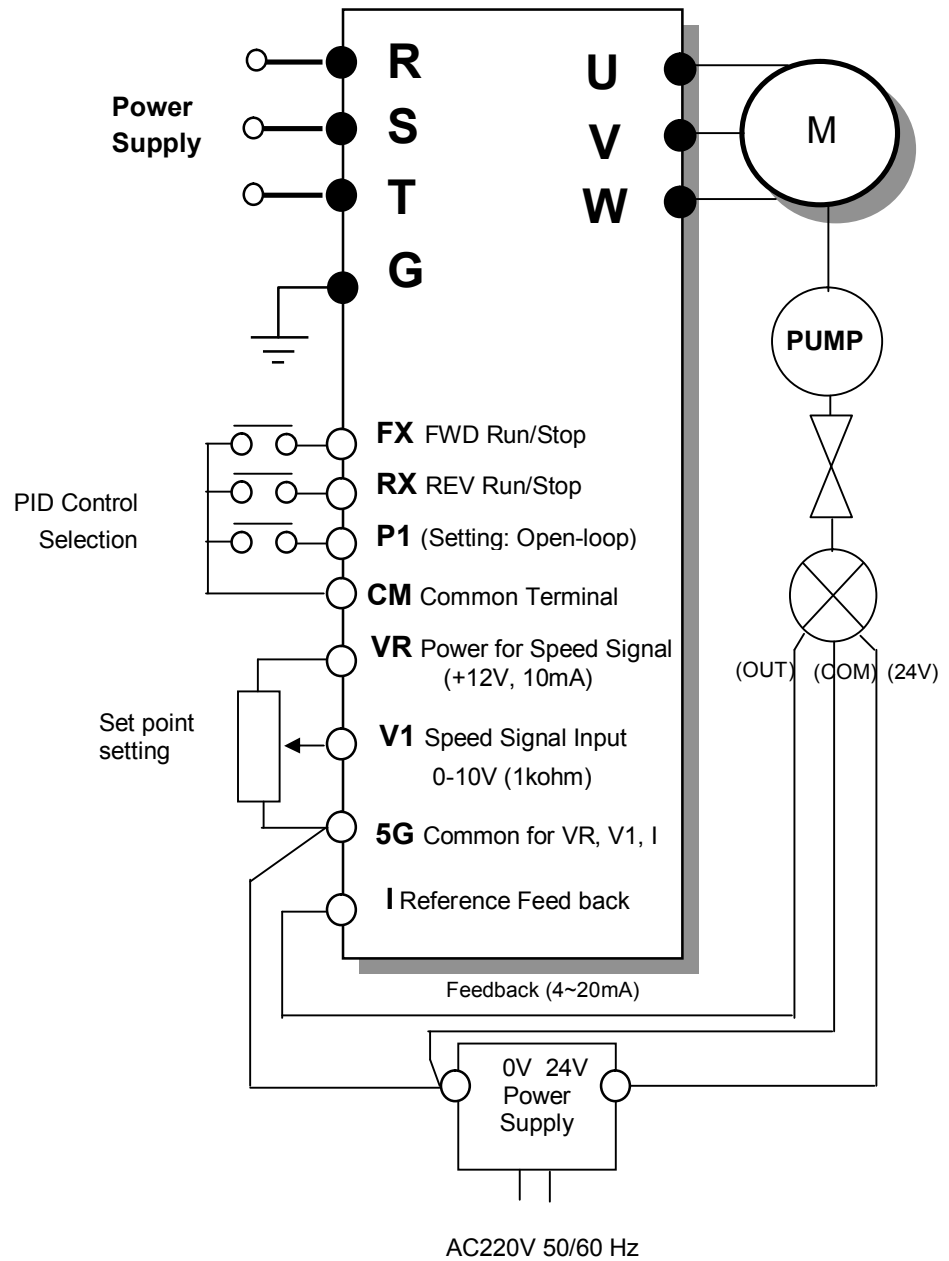 R
S
T
G
Power
Supply
U
V
W
M
PUMP
PID Control
Selection
FX FWD Run/Stop
RX REV Run/Stop
P1 (Setting: Open-loop)
CM Common Terminal
VR Power for Speed Signal
(+12V, 10mA)
Set point
setting
V1 Speed Signal Input
0-10V (1kohm)
5G Common for VR, V1, I
I Reference Feed back
(OUT) (COM) (24V)
Feedback (4~20mA)
0V 24V
Power
Supply
AC220V 50/60 Hz